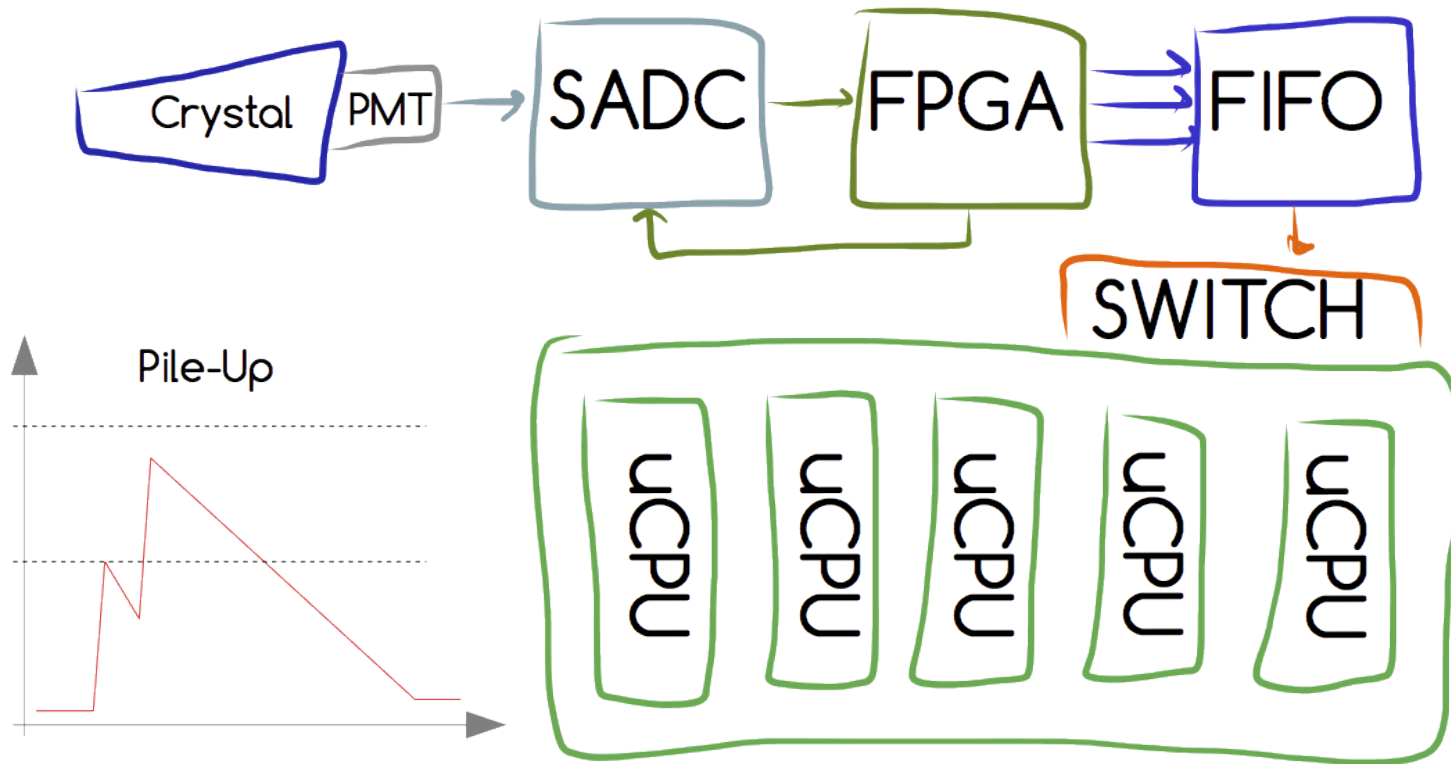 Crystal
PMT
SADC
FPGA
FIFO
SWITCH
Pile-Up
uCPU
uCPU
uCPU
uCPU
uCPU